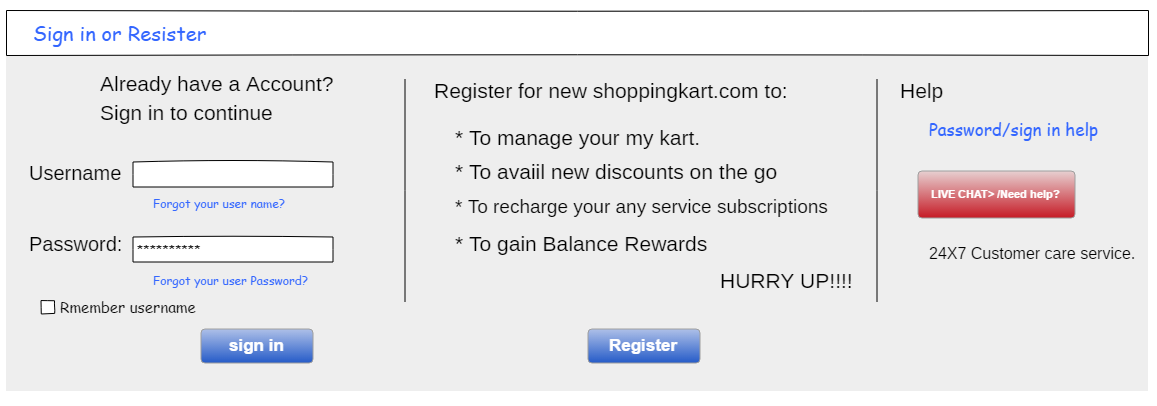 Sign in or Resister
Already have a Account?
Sign in to continue
Username
Forgot your user name?
Password:
**********
Forgot your user Password?
Rmember username
sign in
Register for new shoppingkart.com to:
* To manage your my kart.
* To avaiil new discounts on the go
* To recharge your any service subscriptions
* To gain Balance Rewards
HURRY UP!!!!
Register
Help
Password/sign in help
LIVE CHAT> /Need help?
24X7 Customer care service.